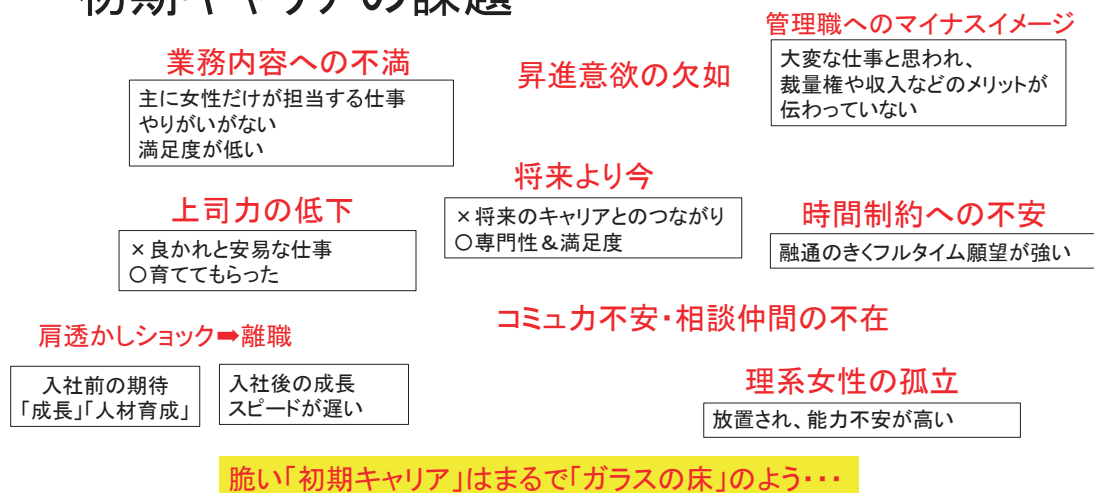 初期キャリアの課題
管理職へのマイナスイメージ
大変な仕事と思われ、
裁量権や収入などのメリットが
伝わっていない
業務内容への不満
主に女性だけが担当する仕事
やりがいがない
満足度が低い
昇進意欲の欠如
将来より今
×将来のキャリアとのつながり
○専門性&満足度
上司力の低下
×良かれと安易な仕事
○育ててもらった
時間制約への不安
融通のきくフルタイム願望が強い
コミュ力不安・相談仲間の不在
肩透かしショック➡離職
入社前の期待
「成長」「人材育成」
入社後の成長
スピードが遅い
理系女性の孤立
放置され、能力不安が高い
脆い「初期キャリア」はまるで「ガラスの床」のよう・・・